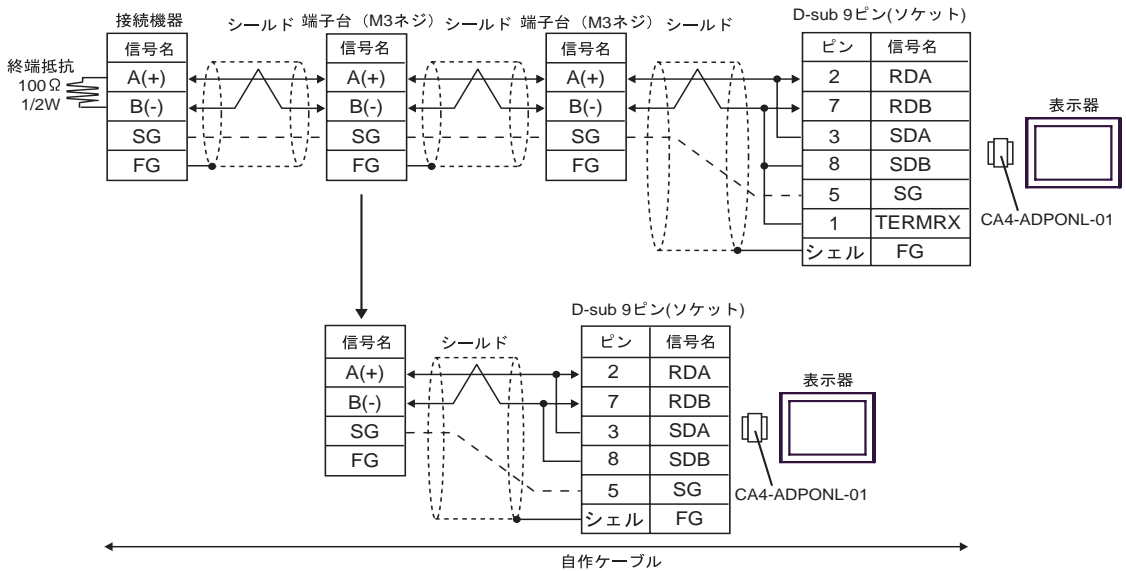 接続機器
シールド
端子台（M3ネジ）
シールド
端子台（M3ネジ）
シールド
D-sub 9ピン(ソケット)
終端抵抗
100Ω
1/2W
信号名
A(+)
B(-)
SG
FG
信号名
A(+)
B(-)
SG
FG
信号名
A(+)
B(-)
SG
FG
ピン 信号名
2 RDA
7 RDB
3 SDA
8 SDB
5 SG
1 TERMRX
シェル FG
表示器
CA4-ADPONL-01
D-sub 9ピン(ソケット)
シールド
信号名
A(+)
B(-)
SG
FG
ピン 信号名
2 RDA
7 RDB
3 SDA
8 SDB
5 SG
シェル FG
表示器
CA4-ADPONL-01
自作ケーブル